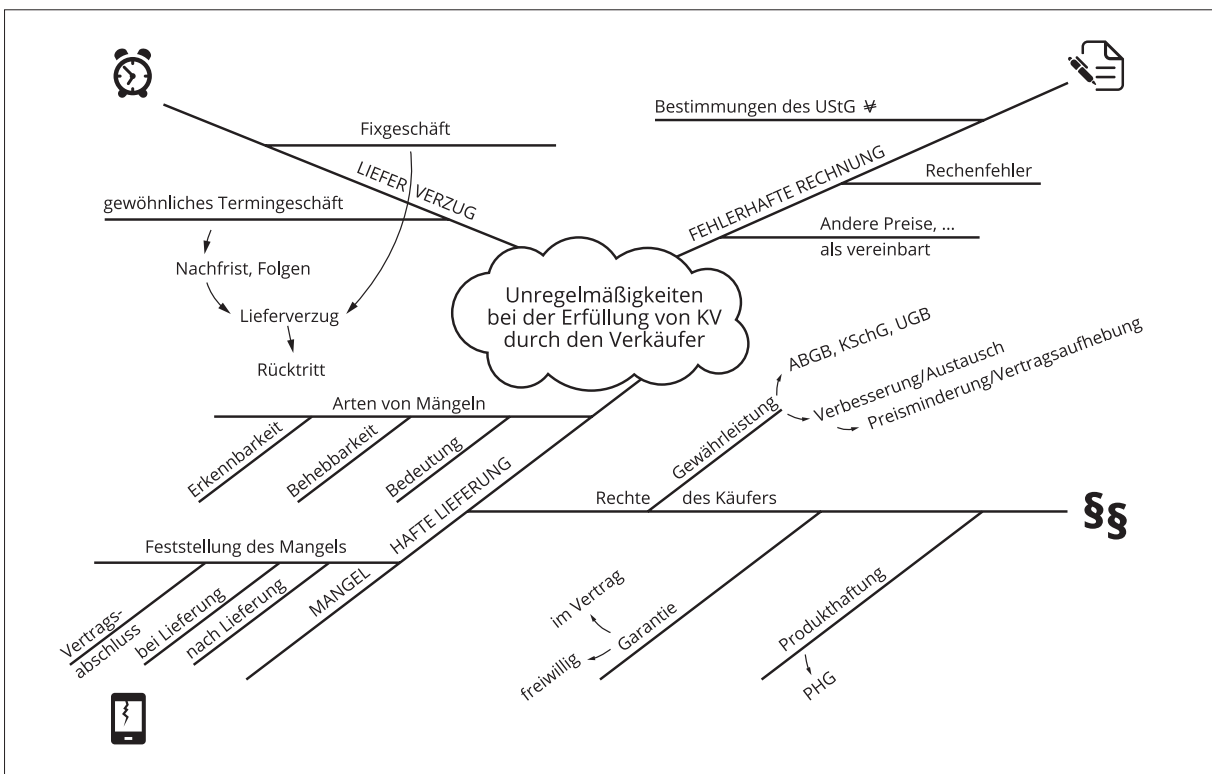 Fixgeschäft
LIEFER VERZUG
gewöhnliches Termingeschäft
Nachfrist, Folgen
Lieferverzug
Rücktritt
Bestimmungen des UStG
FEHLERHAFTE RECHNUNG
Rechenfehler
Andere Preise, ...
als vereinbart
Unregelmäßigkeiten
bei der Erfüllung von KV
durch den Verkäufer
Arten von Mängeln
Erkennbarkeit
Behebbarkeit
Bedeutung
MANGEL HAFTE LIEFERUNG
Feststellung des Mangels
Vertrags-
abschluss
bei Lieferung
nach Lieferung
Rechte des Käufers
Gewährleistung
ABGB, KSchG, UGB
Verbesserung/Austausch
Preisminderung/Vertragsaufhebung
Garantie
im Vertrag
freiwillig
Produkthaftung
PHG
§§